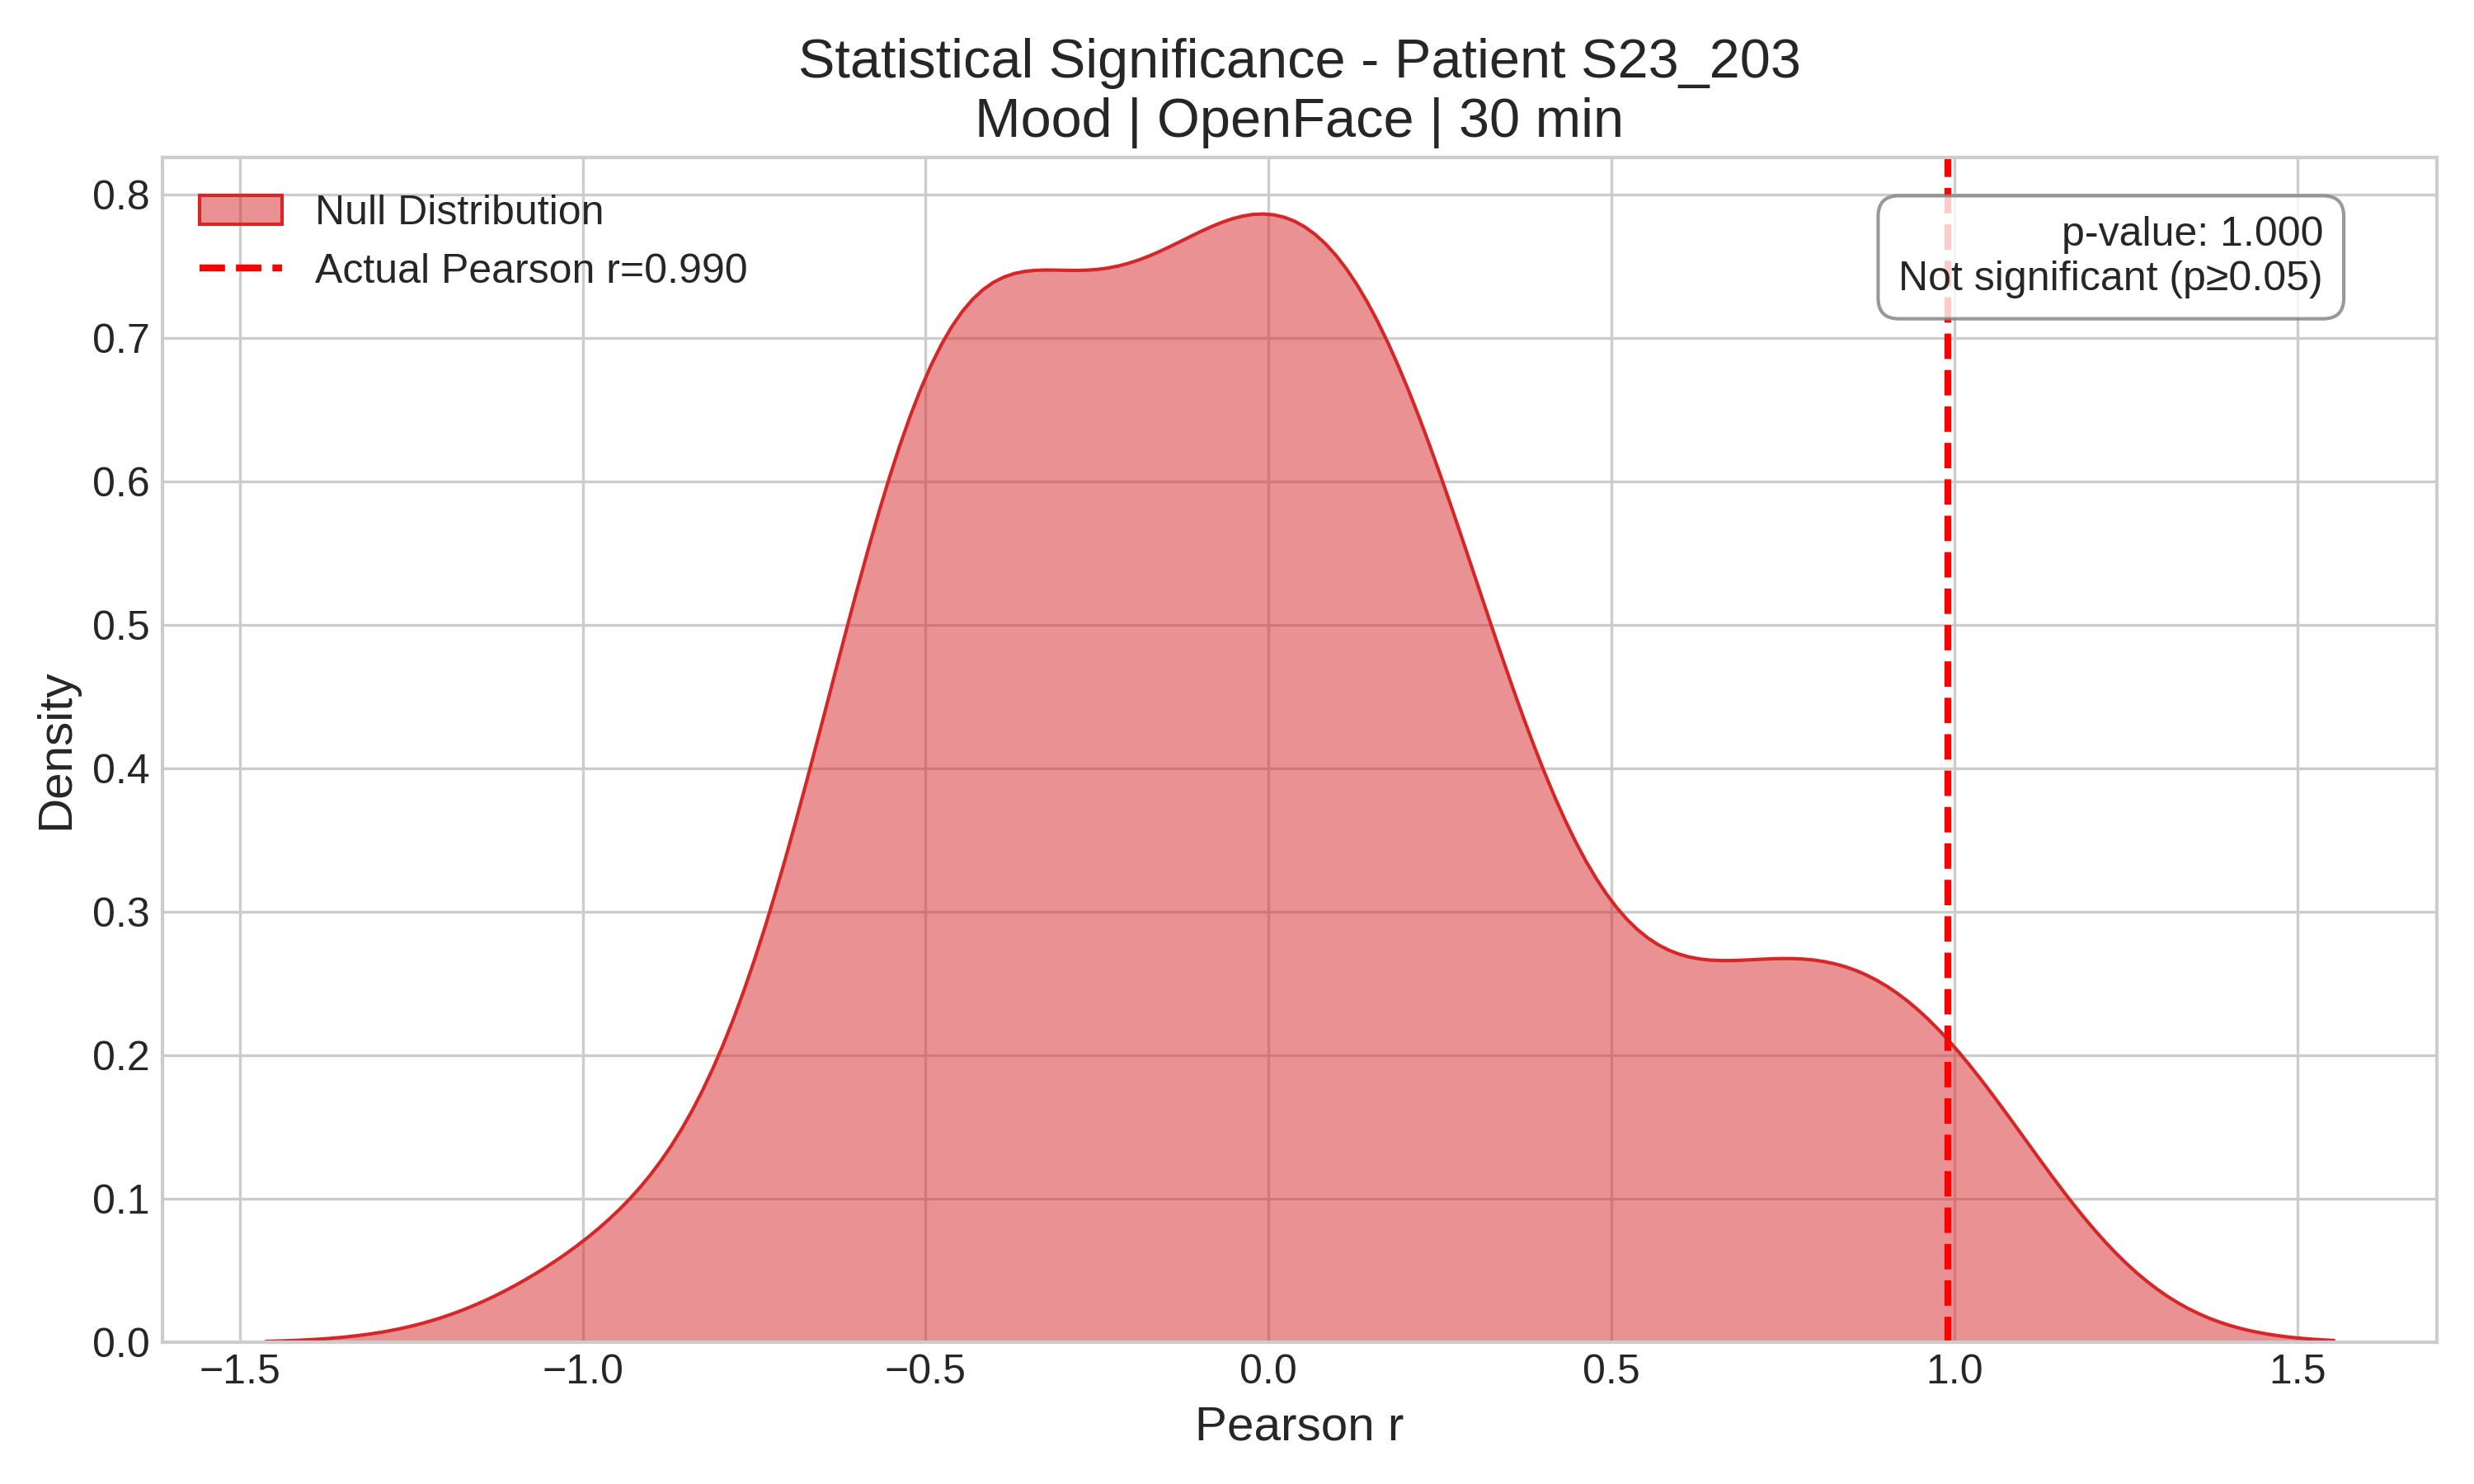 Statistical Significance - Patient S23_203
Mood | OpenFace | 30 min
Null Distribution
Actual Pearson r=0.990
p-value: 1.000
Not significant (p≥0.05)
Density
0.8
0.7
0.6
0.5
0.4
0.3
0.2
0.1
0.0
−1.5
−1.0
−0.5
0.0
0.5
1.0
1.5
Pearson r